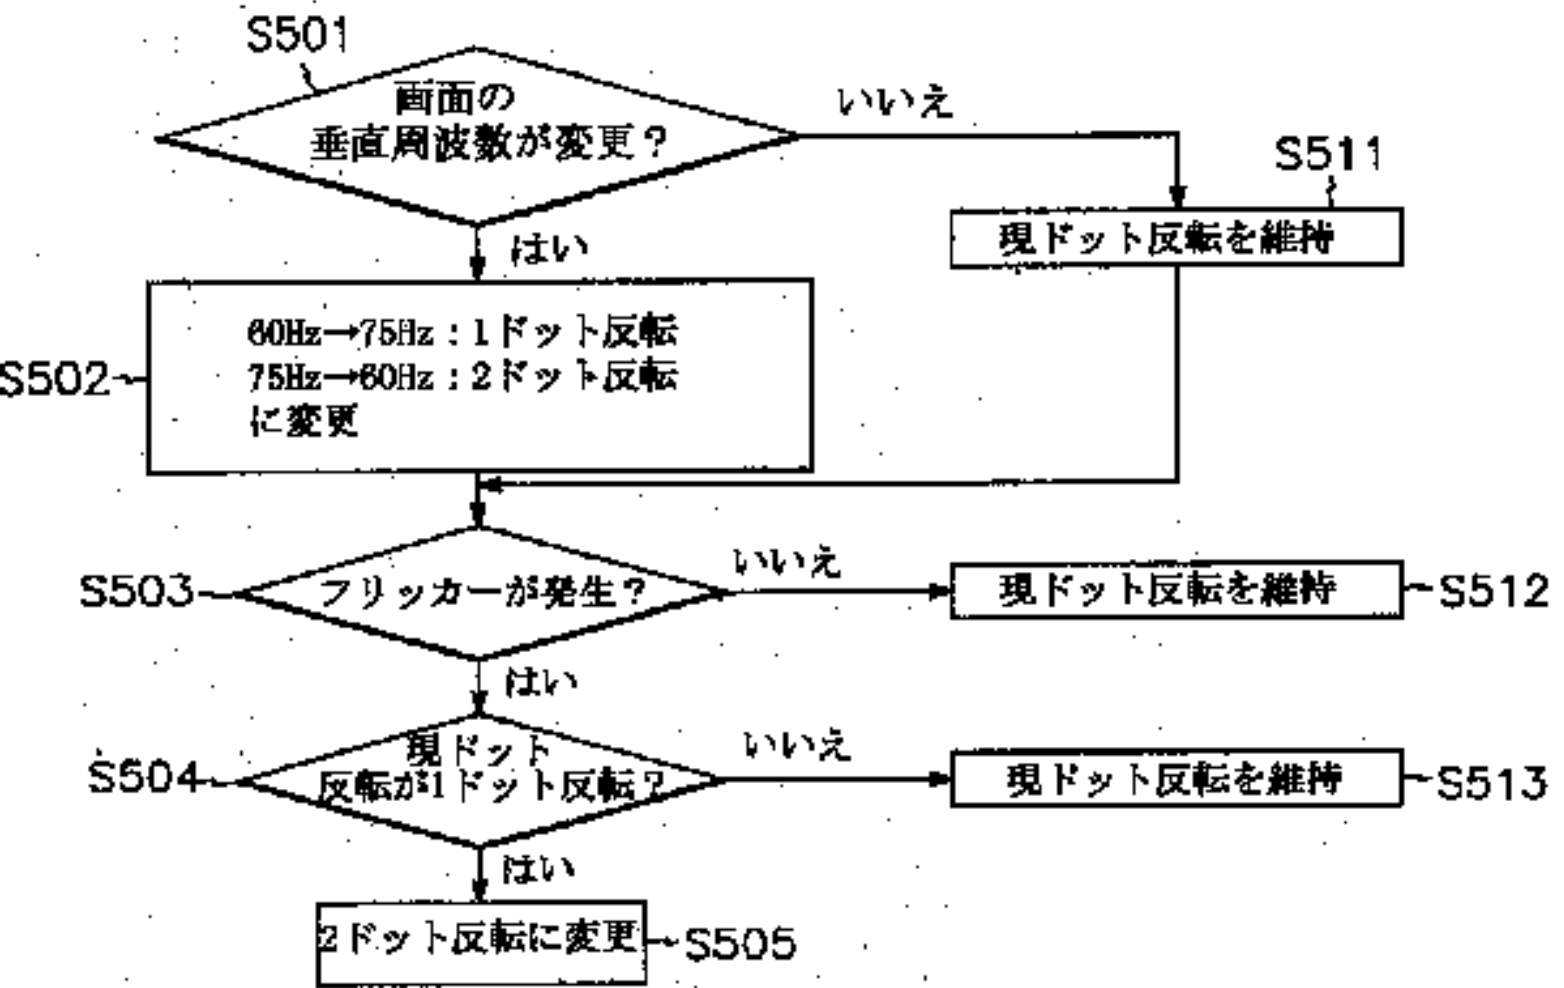 S501
画面の
垂直周波数が変更？
いいえ
S511
現ドット反転を維持
はい
60Hz→75Hz：1ドット反転
75Hz→60Hz：2ドット反転
に変更
S502
S503
フリッカーが発生？
いいえ
現ドット反転を維持
S512
はい
S504
現ドット
反転が1ドット反転？
いいえ
現ドット反転を維持
S513
はい
2ドット反転に変更
S505